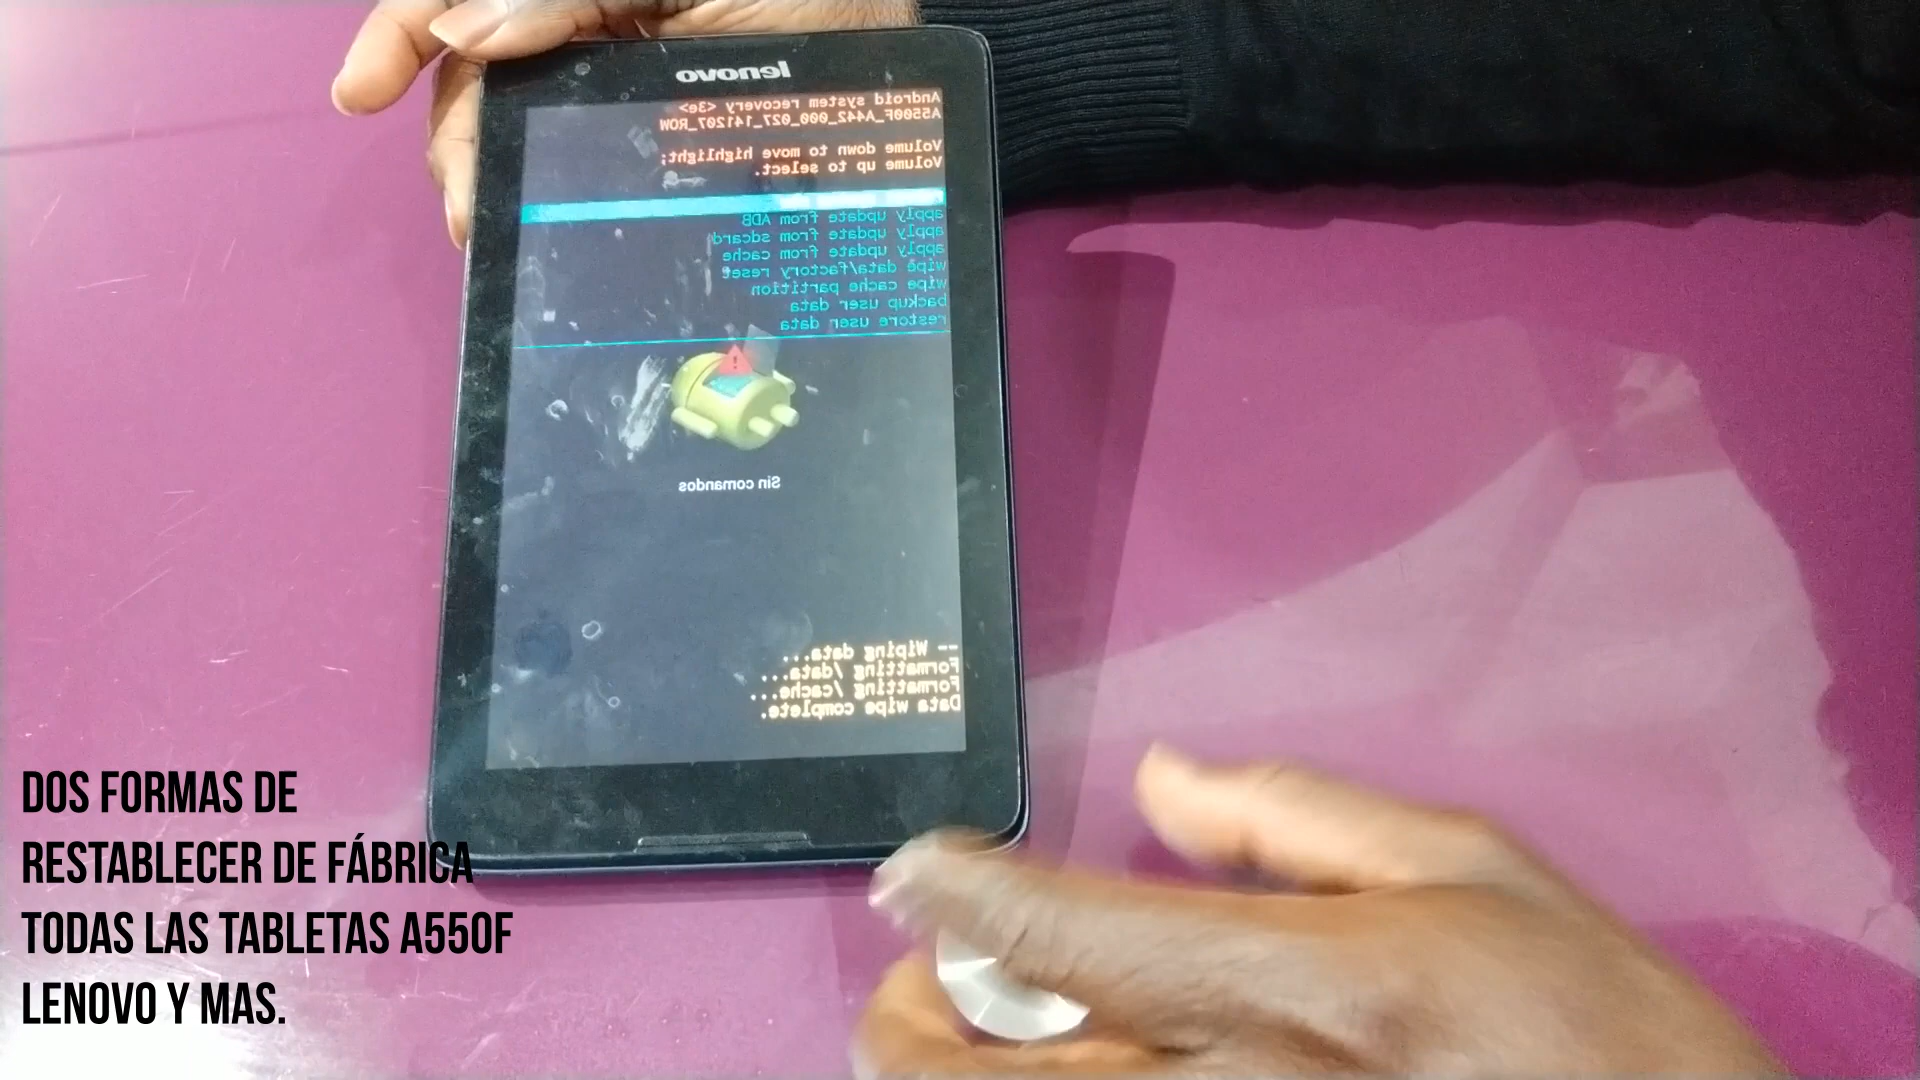 lenovo
Android system recovery <3e>
A5500F_A442_000_027_141207_ROW
Volume down to move highlight;
Volume up to select.
apply update from ADB
apply update from sdcard
apply update from cache
wipe data/factory reset
wipe cache partition
backup user data
restore user data
Sin comandos
-- Wiping data...
Formatting /data...
Formatting /cache...
Data wipe complete.
DOS FORMAS DE
RESTABLECER DE FÁBRICA
TODAS LAS TABLETAS A550F
LENOVO Y MAS.